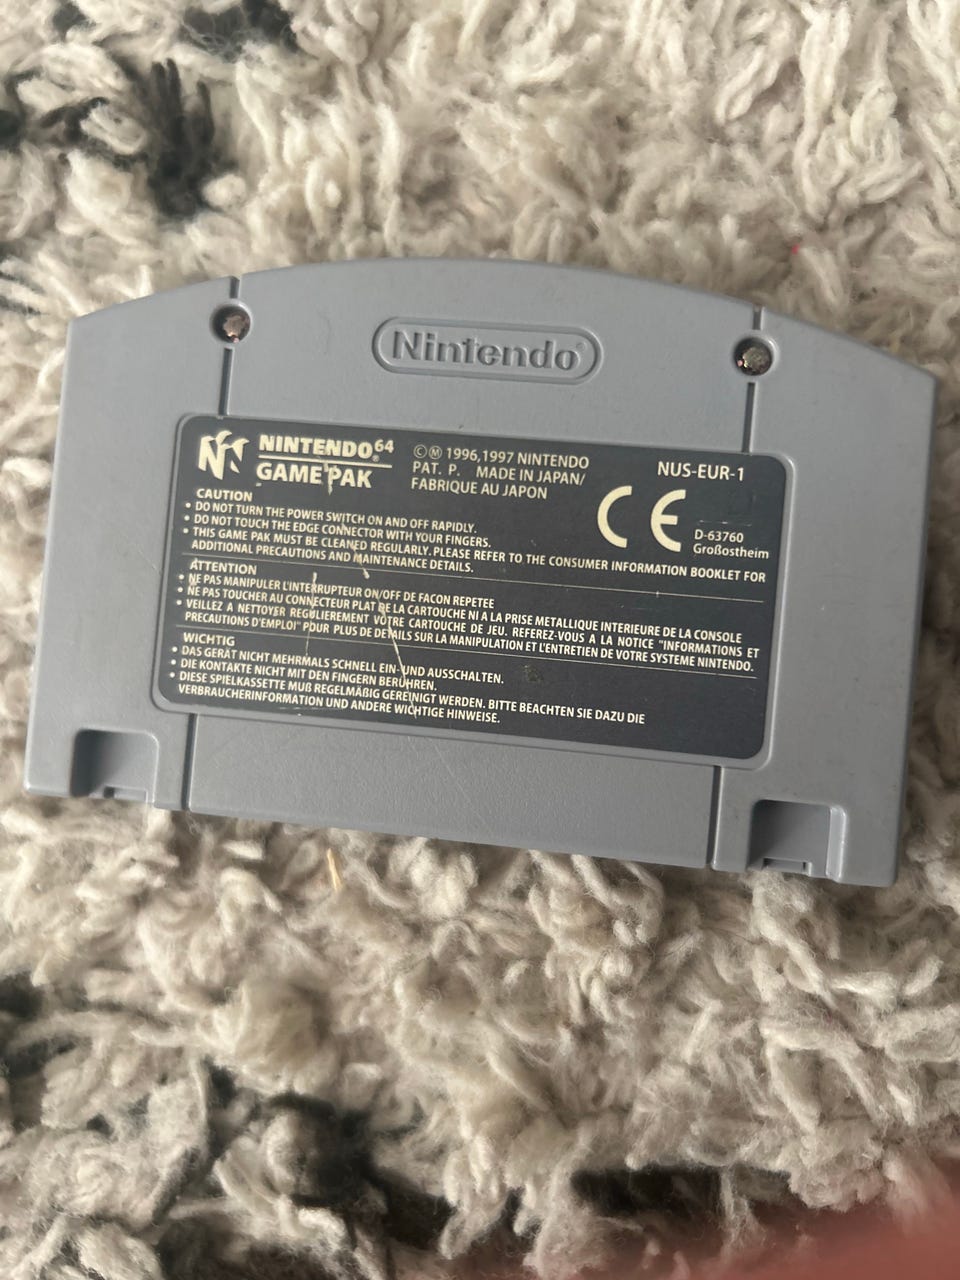 Nintendo®
NINTENDO®64
GAME PAK
©Ⓜ 1996,1997 NINTENDO
PAT. P. MADE IN JAPAN/
FABRIQUE AU JAPON
NUS-EUR-1
CE
D-63760
Großostheim
CAUTION
• DO NOT TURN THE POWER SWITCH ON AND OFF RAPIDLY.
• DO NOT TOUCH THE EDGE CONNECTOR WITH YOUR FINGERS.
• THIS GAME PAK MUST BE CLEANED REGULARLY. PLEASE REFER TO THE CONSUMER INFORMATION BOOKLET FOR
ADDITIONAL PRECAUTIONS AND MAINTENANCE DETAILS.
ATTENTION
• NE PAS MANIPULER L'INTERRUPTEUR ON/OFF DE FACON REPETEE
• NE PAS TOUCHER AU CONNECTEUR PLAT DE LA CARTOUCHE NI A LA PRISE METALLIQUE INTERIEURE DE LA CONSOLE
• VEILLEZ A NETTOYER REGULIEREMENT VOTRE CARTOUCHE DE JEU. REFEREZ-VOUS A LA NOTICE "INFORMATIONS ET
PRECAUTIONS D'EMPLOI" POUR PLUS DE DETAILS SUR LA MANIPULATION ET L'ENTRETIEN DE VOTRE SYSTEME NINTENDO.
WICHTIG
• DAS GERÄT NICHT MEHRMALS SCHNELL EIN- UND AUSSCHALTEN.
• DIE KONTAKTE NICHT MIT DEN FINGERN BERÜHREN.
• DIESE SPIELKASSETTE MUß REGELMÄßIG GEREINIGT WERDEN. BITTE BEACHTEN SIE DAZU DIE
VERBRAUCHERINFORMATION UND ANDERE WICHTIGE HINWEISE.